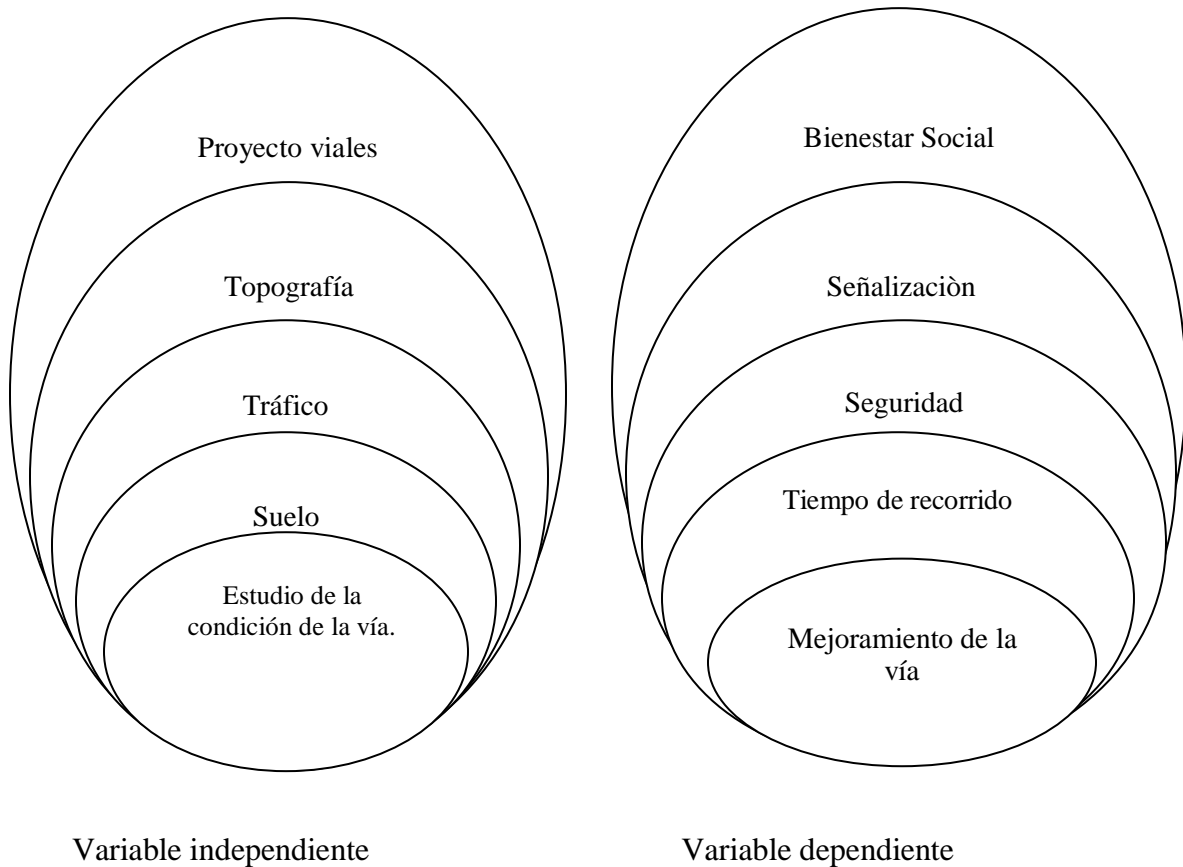 Proyecto viales
Topografía
Tráfico
Suelo
Estudio de la
condición de la vía.
Variable independiente
Bienestar Social
Señalizaciòn
Seguridad
Tiempo de recorrido
Mejoramiento de la
vía
Variable dependiente